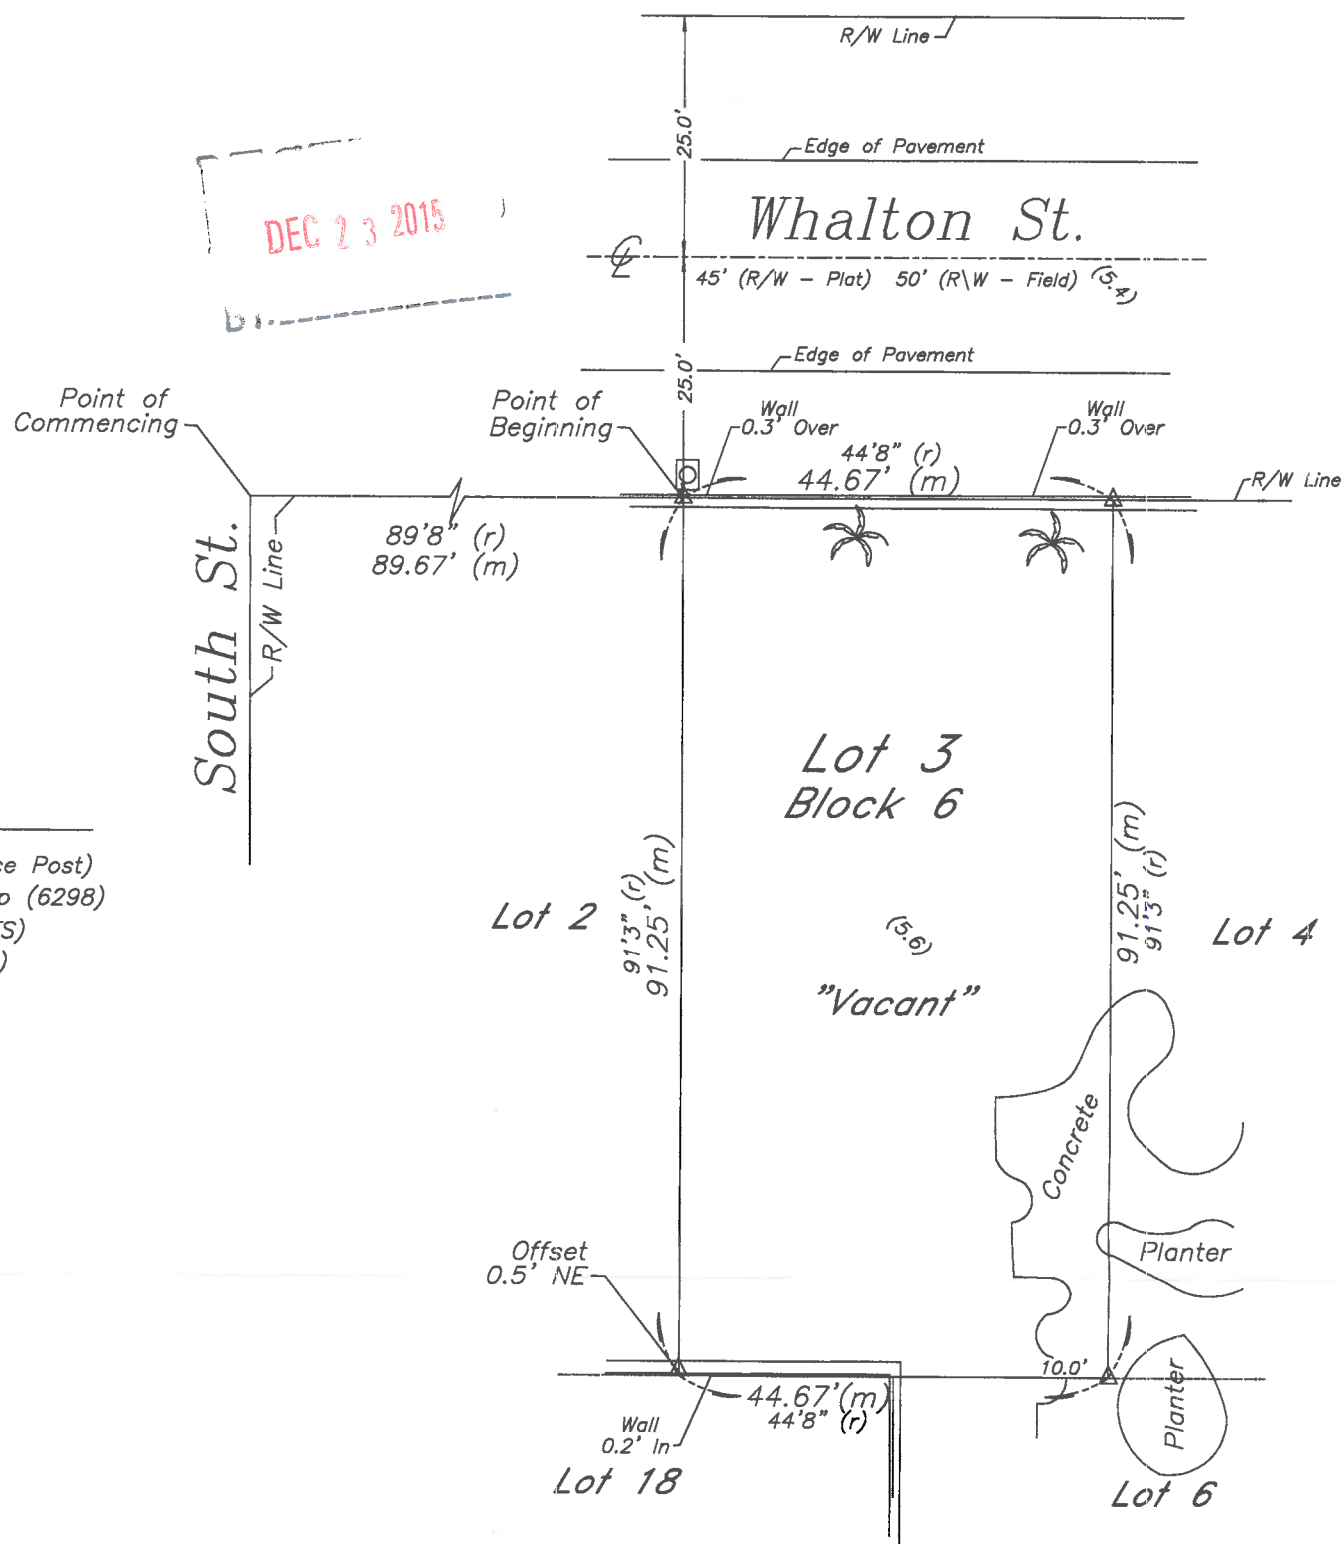 R/W Line
25.0'
Edge of Pavement
DEC 23 2015
Whalton St.
45' (R/W - Plat) 50' (R\W - Field) (5.4)
25.0'
Edge of Pavement
Point of
Commencing
Point of
Beginning
Wall
0.3' Over
Wall
0.3' Over
44'8" (r)
44.67' (m)
R/W Line
89'8" (r)
89.67' (m)
South St.
R/W Line
Lot 3
Block 6
ce Post)
(6298)
Lot 2
91'3" (r)
91.25' (m)
(5.6)
91.25' (m)
91'3" (r)
Lot 4
"Vacant"
Concrete
Planter
Offset
0.5' NE
10.0'
44.67'(m)
44'8" (r)
Wall
0.2' In
Planter
Lot 18
Lot 6